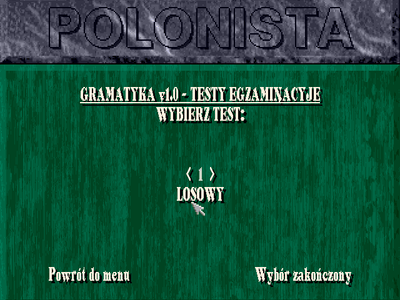 POLONISTA
GRAMATYKA v1.0 - TESTY EGZAMINACYJE
WYBIERZ TEST:
< 1 >
LOSOWY
Powrót do menu
Wybór zakończony